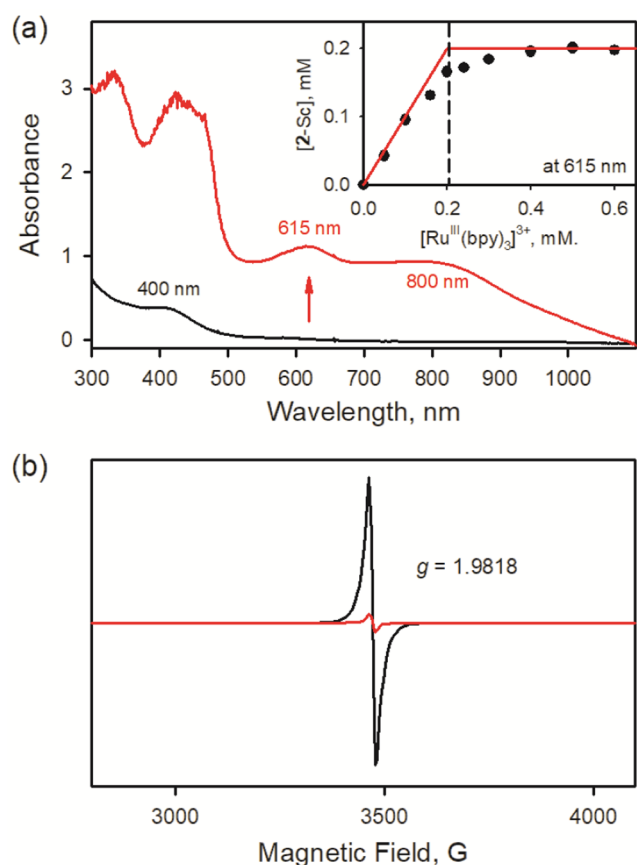 (a)
3
2
1
0
Absorbance
400 nm
615 nm
800 nm
300 400 500 600 700 800 900 1000
Wavelength, nm
0.2
0.1
0.0
[2-Sc], mM
at 615 nm
0.0 0.2 0.4 0.6
[Ruᴵᴵᴵ(bpy)₃]³⁺, mM.
(b)
g = 1.9818
3000 3500 4000
Magnetic Field, G